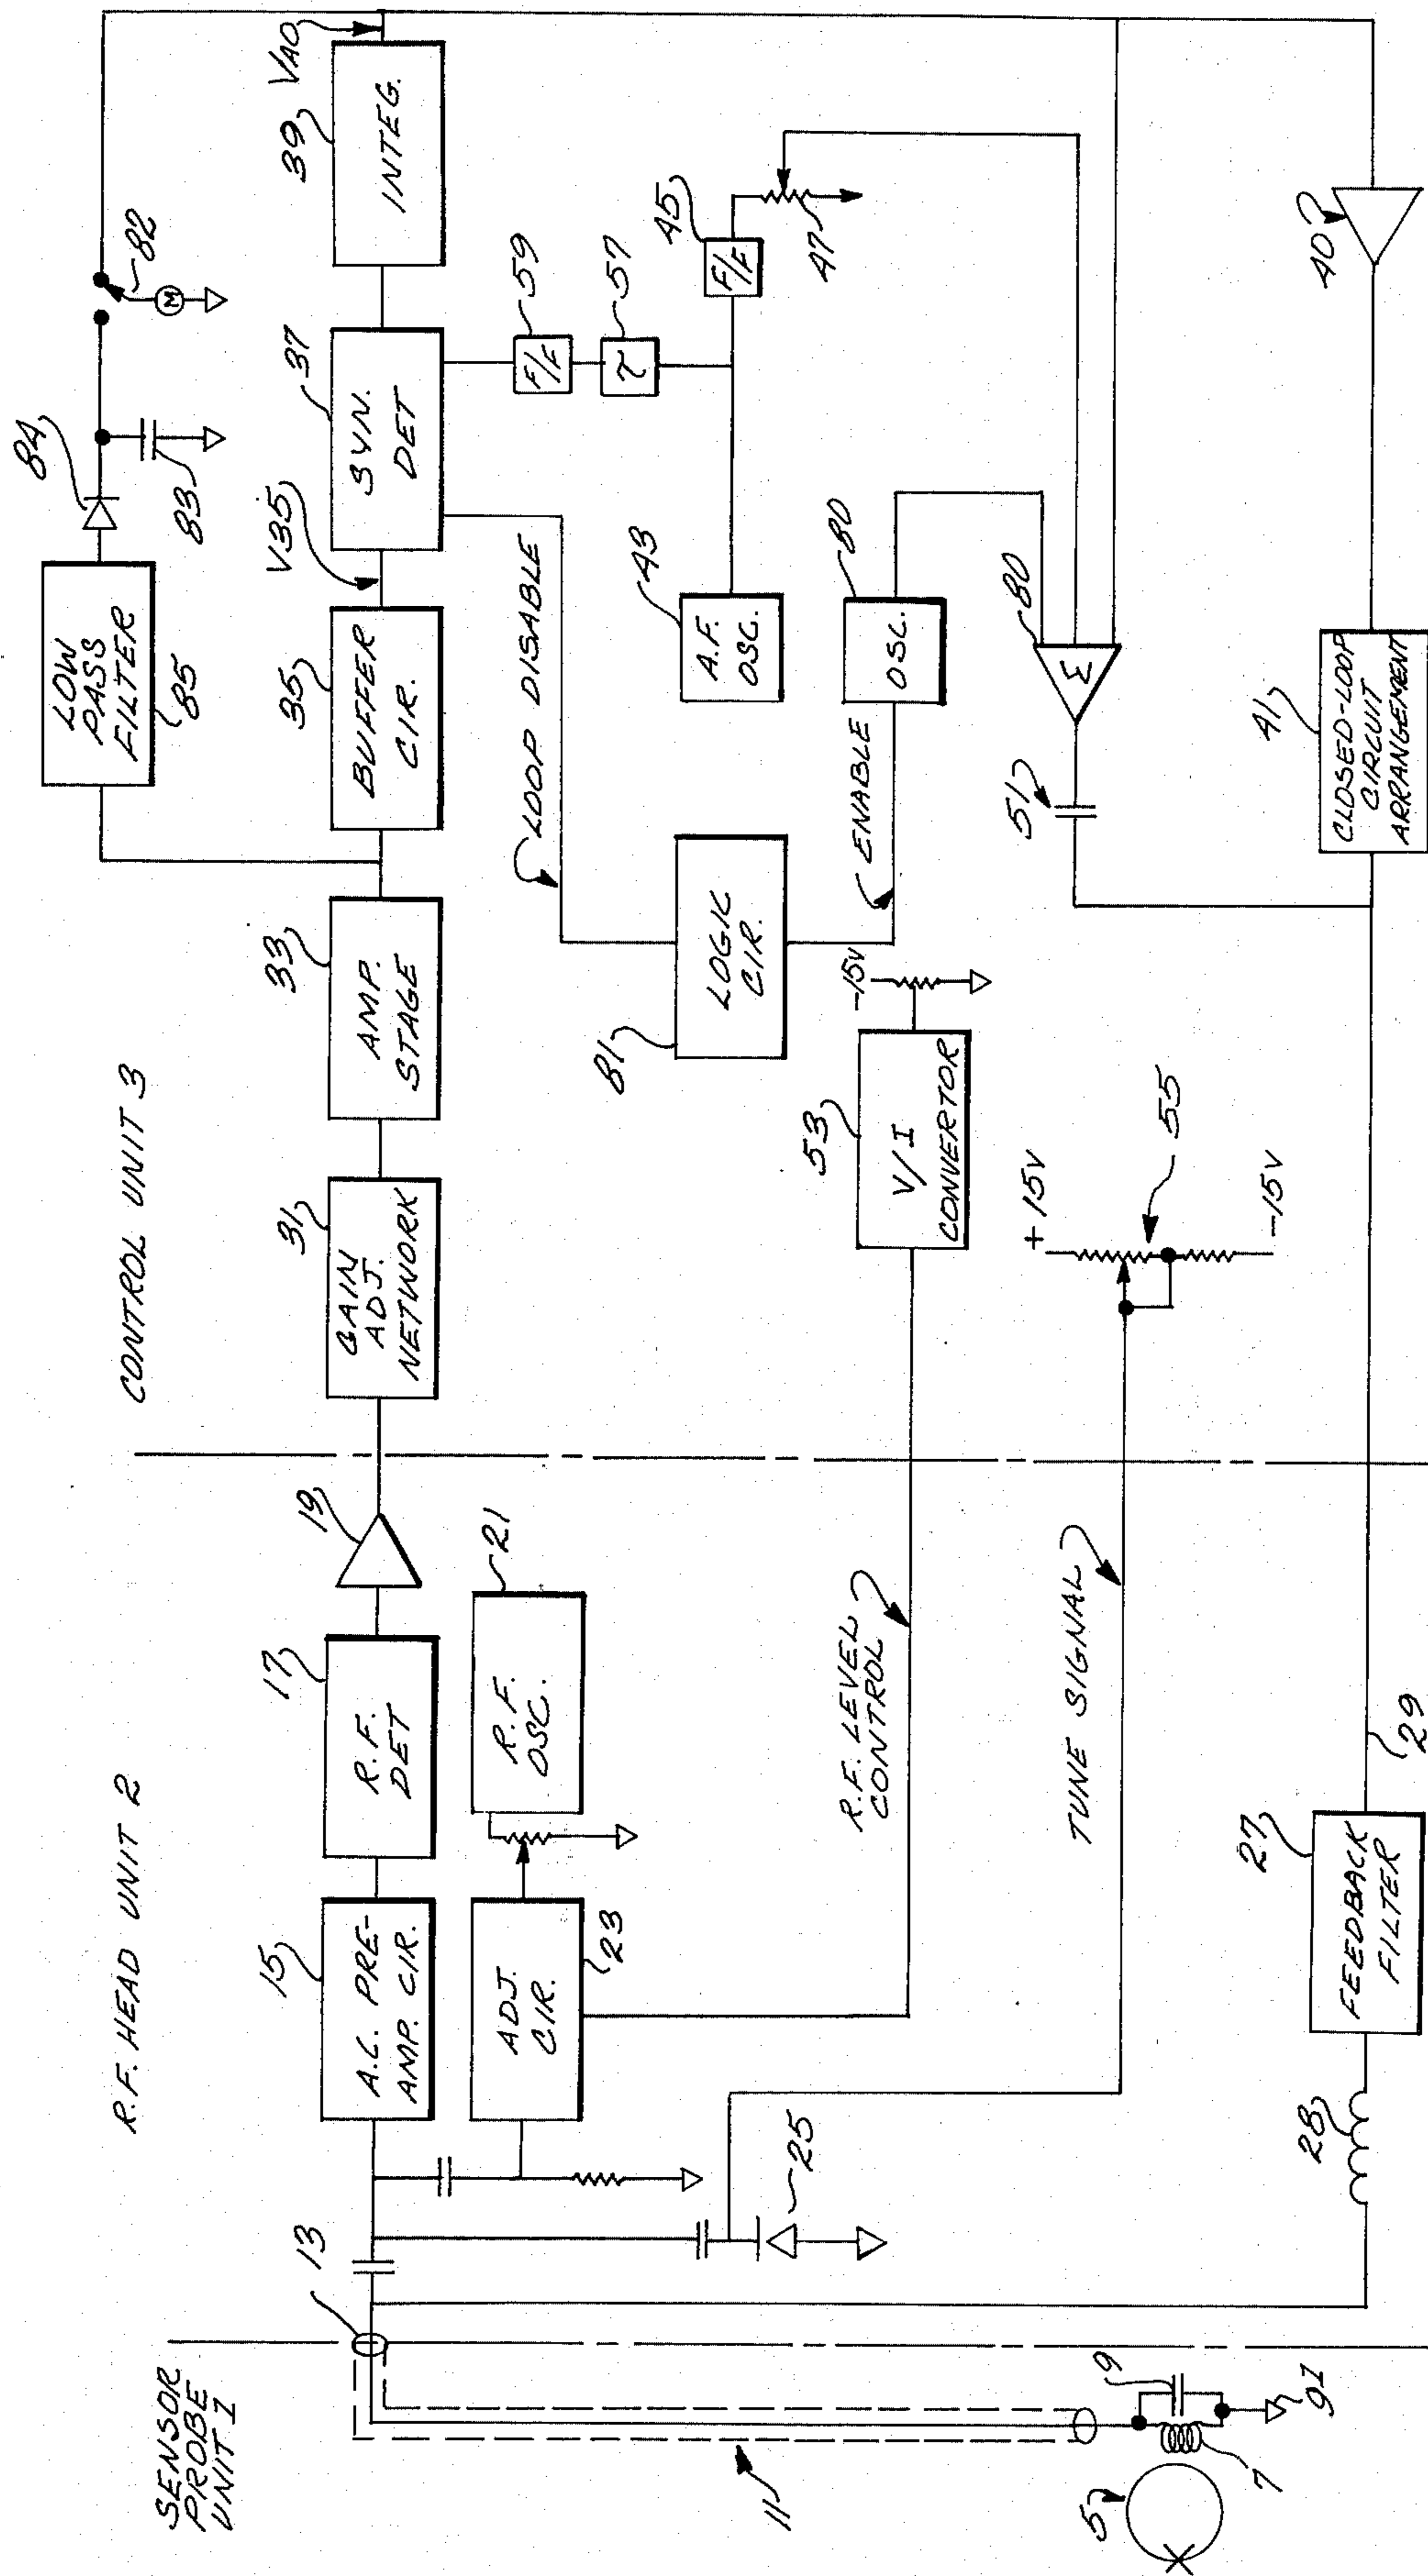 SENSOR
PROBE
UNIT 1
R.F. HEAD UNIT 2
CONTROL UNIT 3
13
11
5
7
9
91
15
A.C. PRE-
AMP. CIR.
17
R.F.
DET
19
21
R.F.
OSC.
ADJ.
CIR.
23
25
R.F. LEVEL
CONTROL
TUNE SIGNAL
28
27
FEEDBACK
FILTER
29
31
GAIN
ADJ.
NETWORK
33
AMP.
STAGE
35
BUFFER
CIR.
V35
37
SYN.
DET
39
INTEG.
VAO
LOW
PASS
FILTER
85
84
83
82
M
LOOP DISABLE
59
F/F
57
τ
45
F/F
47
43
A.F.
OSC.
81
LOGIC
CIR.
ENABLE
80
OSC.
80
Σ
51
53
V/I
CONVERTOR
-15V
+15V
55
-15V
40
41
CLOSED-LOOP
CIRCUIT
ARRANGEMENT